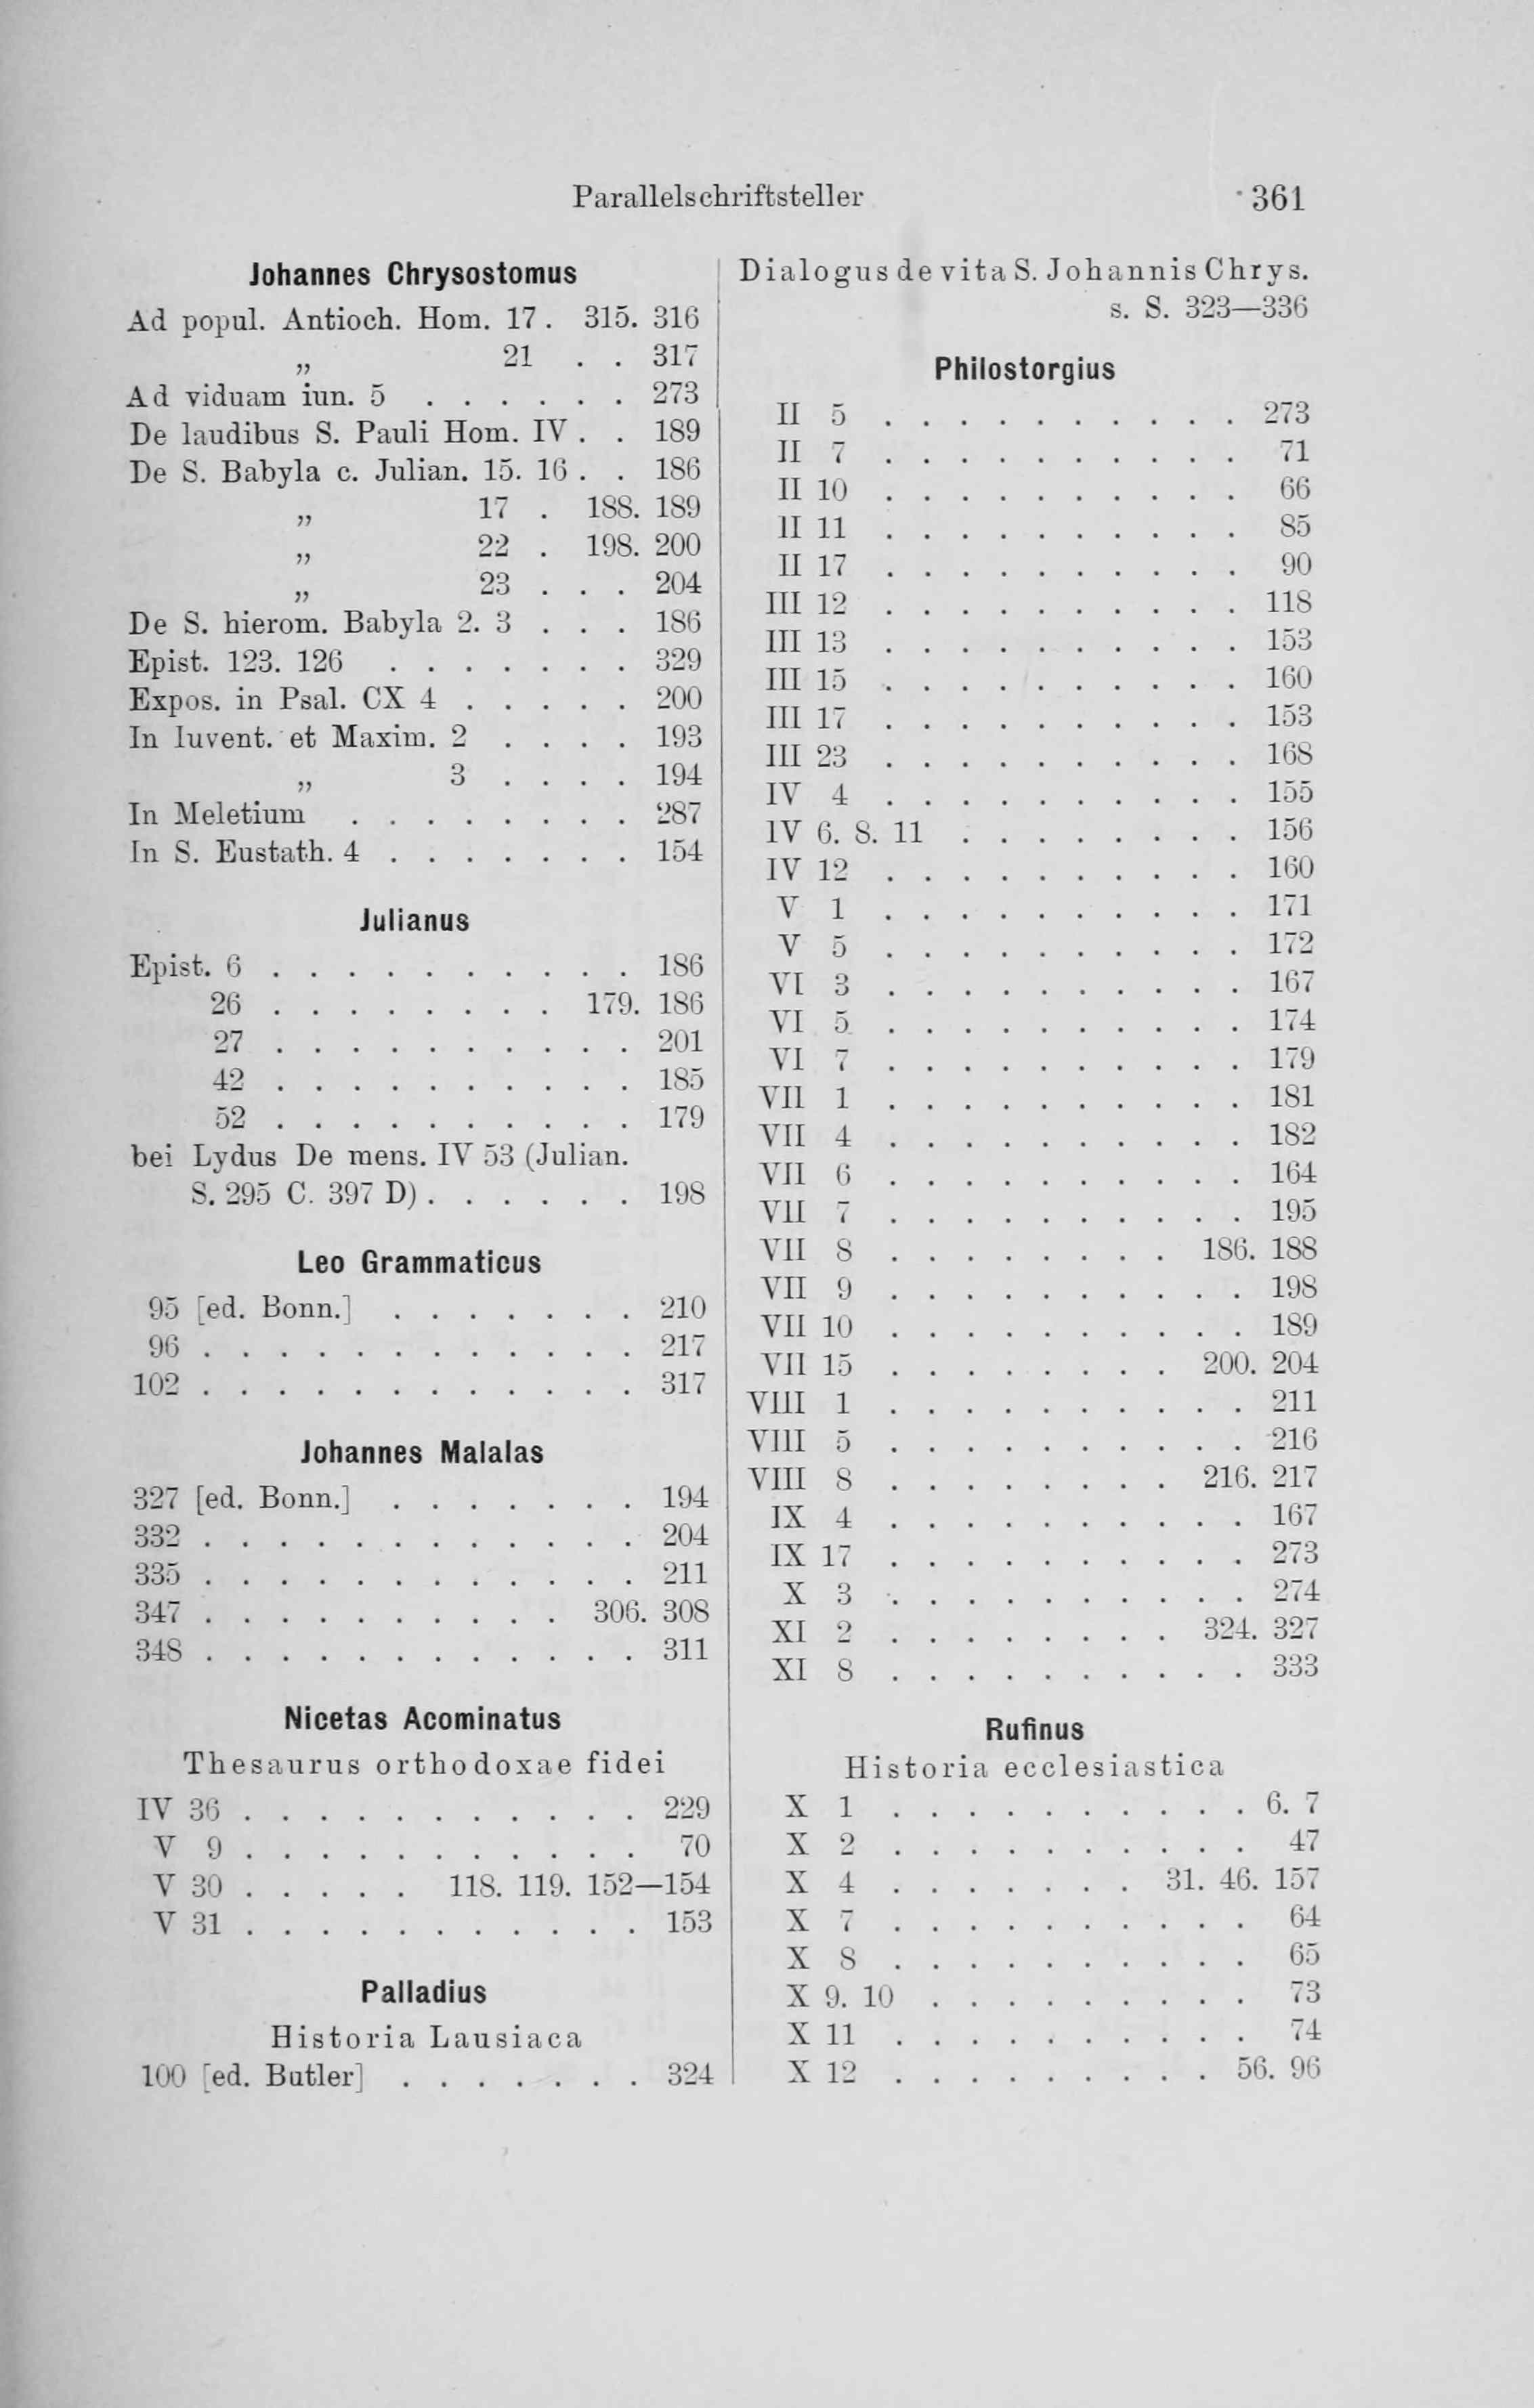 Parallelschriftsteller 361
Johannes Chrysostomus
Ad popul. Antioch. Hom. 17 . 315. 316
„ 21 . . 317
Ad viduam iun. 5 . . . . . . 273
De laudibus S. Pauli Hom. IV . . 189
De S. Babyla c. Julian. 15. 16 . . 186
„ 17 . 188. 189
„ 22 . 198. 200
„ 23 . . . 204
De S. hierom. Babyla 2. 3 . . . 186
Epist. 123. 126 . . . . . . . 329
Expos. in Psal. CX 4 . . . . . 200
In Iuvent. et Maxim. 2 . . . . 193
„ 3 . . . . 194
In Meletium . . . . . . . . 287
In S. Eustath. 4 . . . . . . . 154
Julianus
Epist. 6 . . . . . . . . . . 186
26 . . . . . . . . 179. 186
27 . . . . . . . . . . 201
42 . . . . . . . . . . 185
52 . . . . . . . . . . 179
bei Lydus De mens. IV 53 (Julian.
S. 295 C. 397 D) . . . . . . 198
Leo Grammaticus
95 [ed. Bonn.] . . . . . . . 210
96 . . . . . . . . . . . . 217
102 . . . . . . . . . . . . 317
Johannes Malalas
327 [ed. Bonn.] . . . . . . . 194
332 . . . . . . . . . . . . 204
335 . . . . . . . . . . . . 211
347 . . . . . . . . . . 306. 308
348 . . . . . . . . . . . . 311
Nicetas Acominatus
Thesaurus orthodoxae fidei
IV 36 . . . . . . . . . . . 229
V 9 . . . . . . . . . . . 70
V 30 . . . . . 118. 119. 152—154
V 31 . . . . . . . . . . . 153
Palladius
Historia Lausiaca
100 [ed. Butler] . . . . . . . 324
Dialogus de vita S. Johannis Chrys.
s. S. 323—336
Philostorgius
II 5 . . . . . . . . . . 273
II 7 . . . . . . . . . . 71
II 10 . . . . . . . . . . 66
II 11 . . . . . . . . . . 85
II 17 . . . . . . . . . . 90
III 12 . . . . . . . . . . 118
III 13 . . . . . . . . . . 153
III 15 . . . . . . . . . . 160
III 17 . . . . . . . . . . 153
III 23 . . . . . . . . . . 168
IV 4 . . . . . . . . . . 155
IV 6. 8. 11 . . . . . . . . 156
IV 12 . . . . . . . . . . 160
V 1 . . . . . . . . . . 171
V 5 . . . . . . . . . . 172
VI 3 . . . . . . . . . . 167
VI 5 . . . . . . . . . . 174
VI 7 . . . . . . . . . . 179
VII 1 . . . . . . . . . . 181
VII 4 . . . . . . . . . . 182
VII 6 . . . . . . . . . . 164
VII 7 . . . . . . . . . . 195
VII 8 . . . . . . . . 186. 188
VII 9 . . . . . . . . . . 198
VII 10 . . . . . . . . . . 189
VII 15 . . . . . . . . 200. 204
VIII 1 . . . . . . . . . . 211
VIII 5 . . . . . . . . . . 216
VIII 8 . . . . . . . . 216. 217
IX 4 . . . . . . . . . . 167
IX 17 . . . . . . . . . . 273
X 3 . . . . . . . . . . 274
XI 2 . . . . . . . . 324. 327
XI 8 . . . . . . . . . . 333
Rufinus
Historia ecclesiastica
X 1 . . . . . . . . . . 6. 7
X 2 . . . . . . . . . . 47
X 4 . . . . . . . 31. 46. 157
X 7 . . . . . . . . . . 64
X 8 . . . . . . . . . . 65
X 9. 10 . . . . . . . . . 73
X 11 . . . . . . . . . . 74
X 12 . . . . . . . . . 56. 96